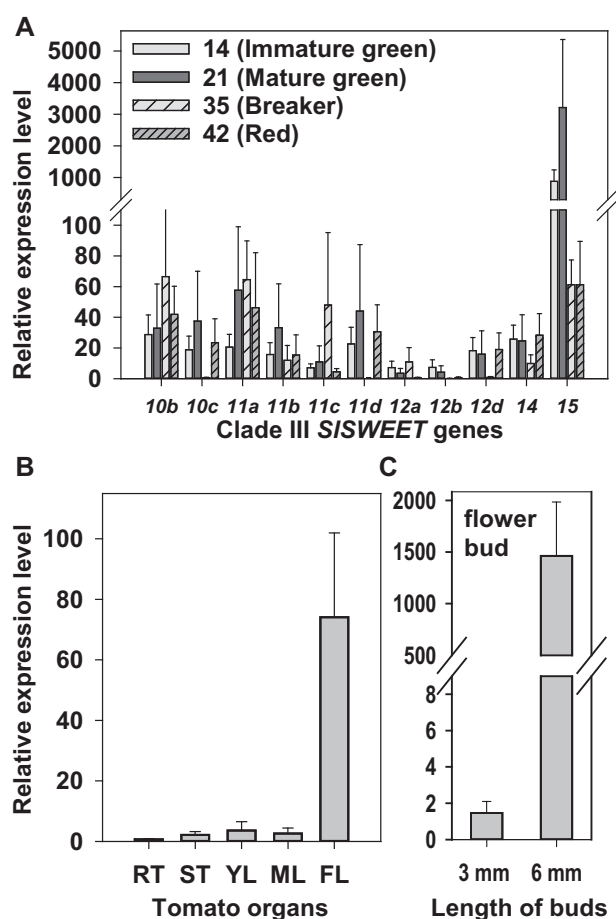 A
Relative expression level
5000
4000
3000
2000
1000
100
80
60
40
20
0
14 (Immature green)
21 (Mature green)
35 (Breaker)
42 (Red)
10b 10c 11a 11b 11c 11d 12a 12b 12d 14 15
Clade III SISWEET genes
B
Relative expression level
100
80
60
40
20
0
RT ST YL ML FL
Tomato organs
C
2000
1500
1000
500
8
6
4
2
0
flower
bud
3 mm 6 mm
Length of buds